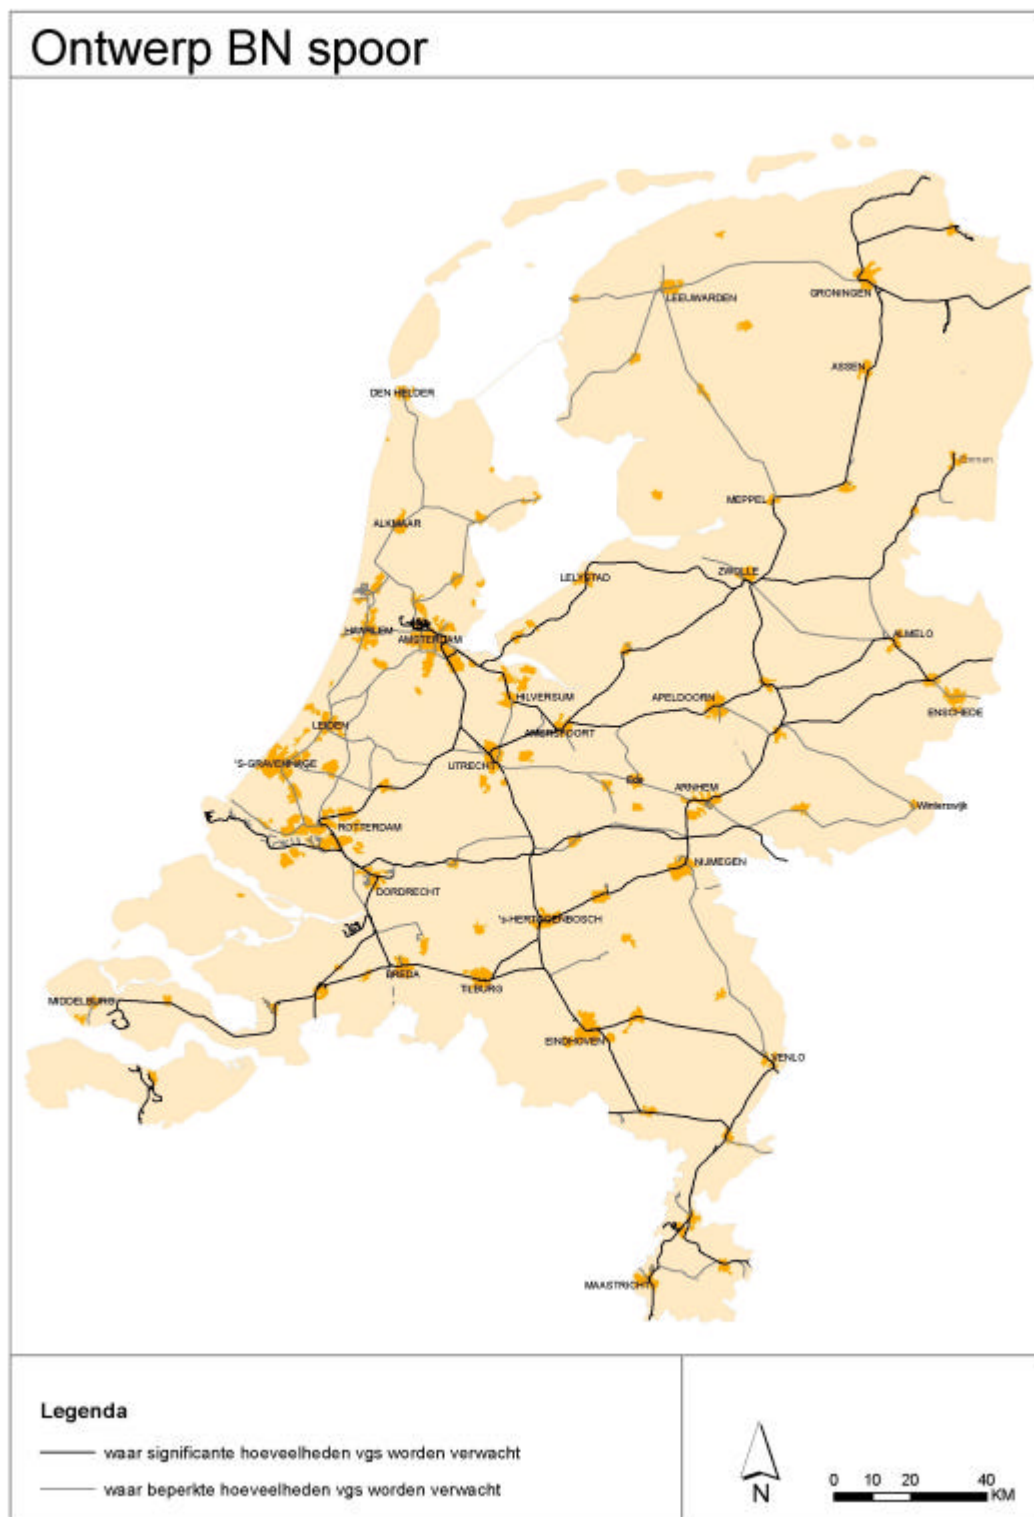 Ontwerp BN spoor
LEEUWARDEN
GRONINGEN
ASSEN
DEN HELDER
Emmen
MEPPEL
ALKMAAR
ZWOLLE
LELYSTAD
HAARLEM
AMSTERDAM
ALMELO
HILVERSUM
APELDOORN
ENSCHEDE
LEIDEN
AMERSFOORT
'S-GRAVENHAGE
UTRECHT
Ede
ARNHEM
Winterswijk
ROTTERDAM
NIJMEGEN
DORDRECHT
'S-HERTOGENBOSCH
BREDA
TILBURG
MIDDELBURG
EINDHOVEN
VENLO
MAASTRICHT
Legenda
waar significante hoeveelheden vgs worden verwacht
waar beperkte hoeveelheden vgs worden verwacht
N
0 10 20 40
KM